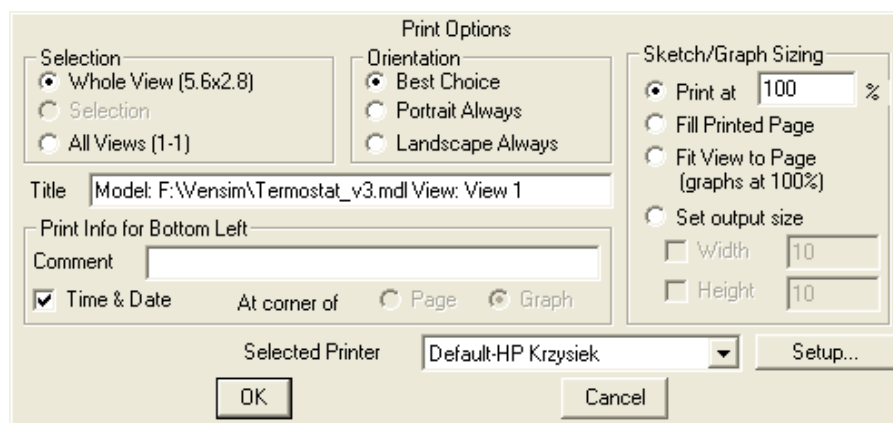 Print Options
Selection
Whole View (5.6x2.8)
Selection
All Views (1-1)
Orientation
Best Choice
Portrait Always
Landscape Always
Sketch/Graph Sizing
Print at 100 %
Fill Printed Page
Fit View to Page
(graphs at 100%)
Set output size
Width 10
Height 10
Title Model: F:\Vensim\Termostat_v3.mdl View: View 1
Print Info for Bottom Left
Comment
Time & Date At corner of Page Graph
Selected Printer Default-HP Krzysiek Setup...
OK Cancel